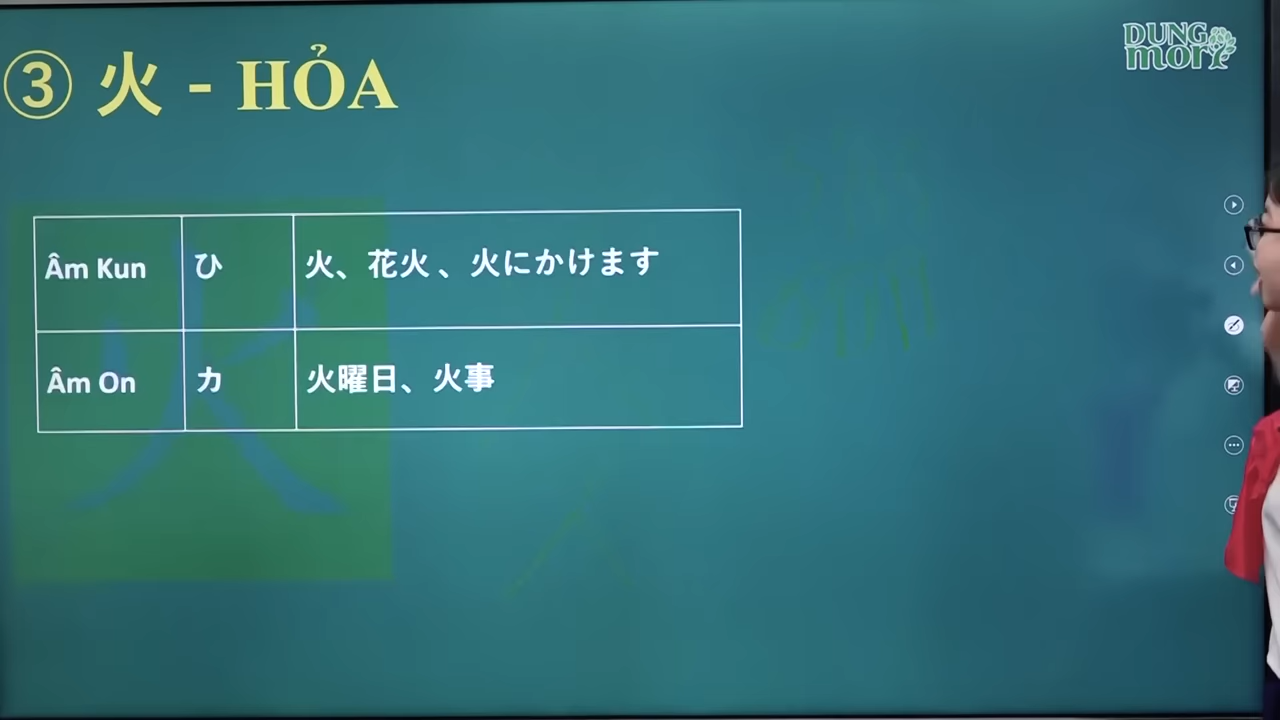 DUNG
mori
③ 火 - HỎA
Âm Kun ひ 火、花火、火にかけます
Âm On カ 火曜日、火事